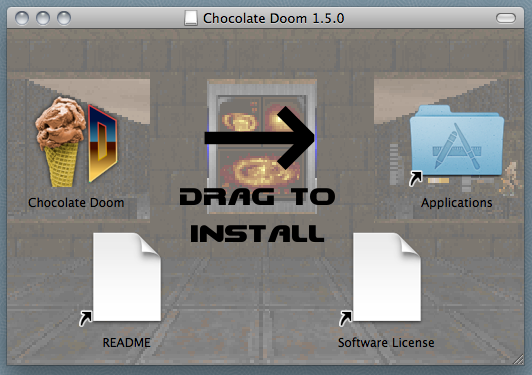 Chocolate Doom 1.5.0
Chocolate Doom
Applications
DRAG TO
INSTALL
README
Software License